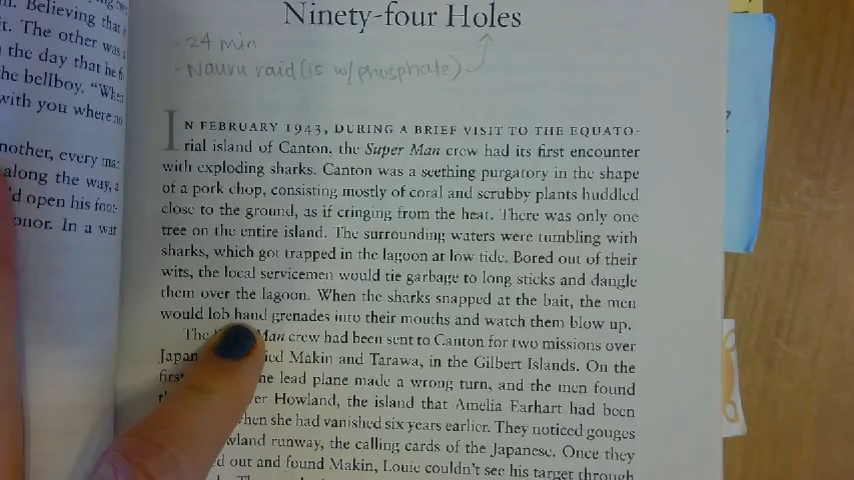 n. Believing that
it. The other was
the day that he
he bellboy. "Whe
with you where no
nother, every ma
along the way, a
d open his foo
onor. In a war
Ninety-four Holes
-24 min
-Nauru raid (is w/phosphate)
IN FEBRUARY 1943, DURING A BRIEF VISIT TO THE EQUATO-
rial island of Canton, the Super Man crew had its first encounter
with exploding sharks. Canton was a seething purgatory in the shape
of a pork chop, consisting mostly of coral and scrubby plants huddled
close to the ground, as if cringing from the heat. There was only one
tree on the entire island. The surrounding waters were tumbling with
sharks, which got trapped in the lagoon at low tide. Bored out of their
wits, the local servicemen would tie garbage to long sticks and dangle
them over the lagoon. When the sharks snapped at the bait, the men
would lob hand grenades into their mouths and watch them blow up.
The Man crew had been sent to Canton for two missions over
Japan ied Makin and Tarawa, in the Gilbert Islands. On the
first he lead plane made a wrong turn, and the men found
er Howland, the island that Amelia Earhart had been
hen she had vanished six years earlier. They noticed gouges
wland runway, the calling cards of the Japanese. Once they
d out and found Makin, Louie couldn't see his target through